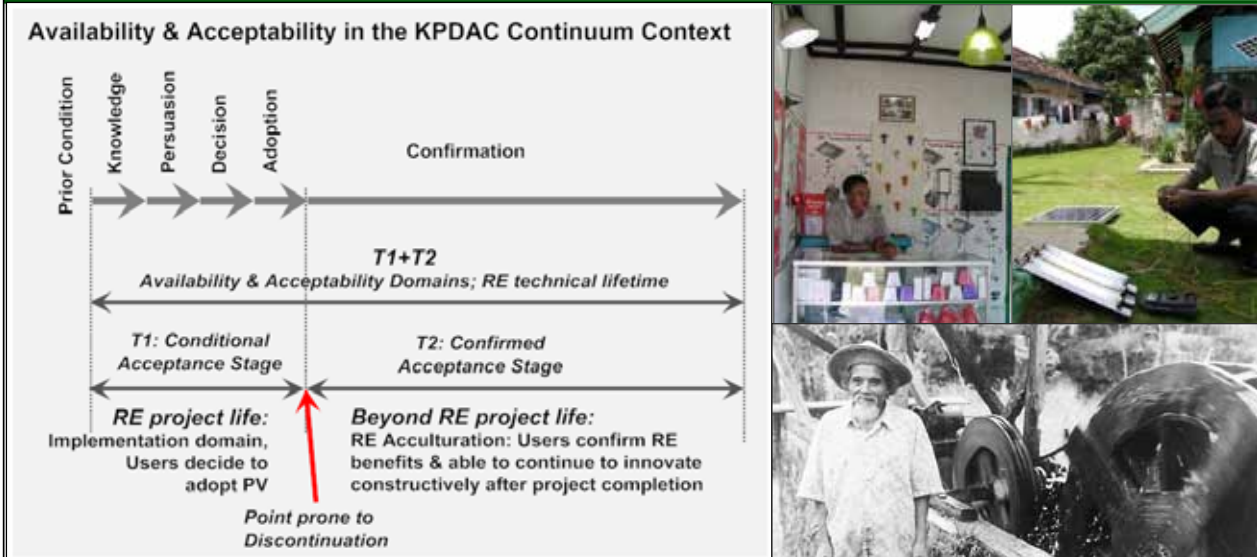 Availability & Acceptability in the KPDAC Continuum Context
Prior Condition
Knowledge
Persuasion
Decision
Adoption
Confirmation
T1+T2
Availability & Acceptability Domains; RE technical lifetime
T1: Conditional
Acceptance Stage
T2: Confirmed
Acceptance Stage
RE project life:
Implementation domain,
Users decide to
adopt PV
Beyond RE project life:
RE Acculturation: Users confirm RE
benefits & able to continue to innovate
constructively after project completion
Point prone to
Discontinuation